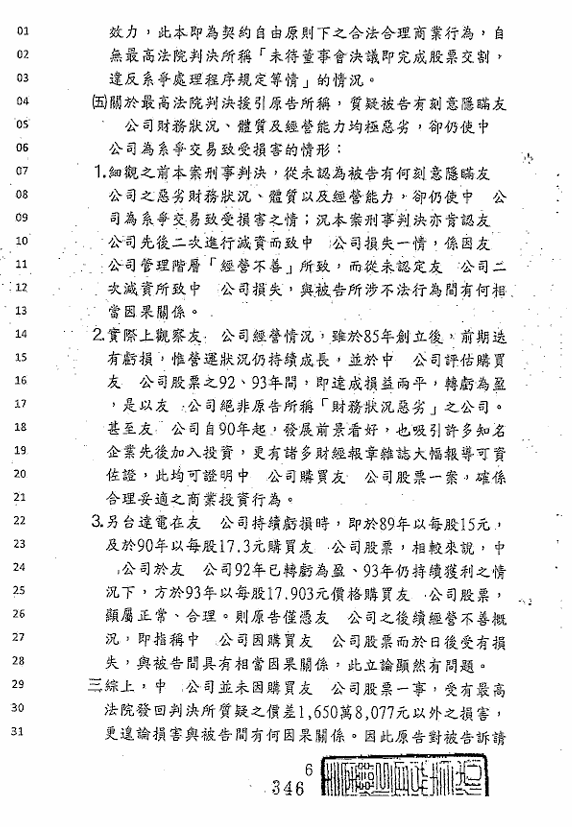 01 效力，此本即為契約自由原則下之合法合理商業行為，自
02 無最高法院判決所稱「未待董事會決議即完成股票交割，
03 違反系爭處理程序規定等情」的情況。
04 ㈤關於最高法院判決援引原告所稱，質疑被告有刻意隱瞞友
05 公司財務狀況、體質及經營能力均極惡劣，卻仍使中
06 公司為系爭交易致受損害的情形：
07 1.細觀之前本案刑事判決，從未認為被告有何刻意隱瞞友
08 公司之惡劣財務狀況、體質以及經營能力，卻仍使中 公
09 司為系爭交易致受損害之情；況本案刑事判決亦肯認友
10 公司先後二次進行減資而致中 公司損失一情，係因友
11 公司管理階層「經營不善」所致，而從未認定友 公司二
12 次減資所致中 公司損失，與被告所涉不法行為間有何相
13 當因果關係。
14 2.實際上觀察友 公司經營情況，雖於85年創立後，前期迭
15 有虧損，惟營運狀況仍持續成長，並於中 公司評估購買
16 友 公司股票之92、93年間，即達成損益兩平，轉虧為盈
17 ，是以友 公司絕非原告所稱「財務狀況惡劣」之公司。
18 甚至友 公司自90年起，發展前景看好，也吸引許多知名
19 企業先後加入投資，更有諸多財經報章雜誌大幅報導可資
20 佐證，此均可證明中 公司購買友 公司股票一案，確係
21 合理妥適之商業投資行為。
22 3.另台達電在友 公司持續虧損時，即於89年以每股15元，
23 及於90年以每股17.3元購買友 公司股票，相較來說，中
24 公司於友 公司92年已轉虧為盈、93年仍持續獲利之情
25 況下，方於93年以每股17.903元價格購買友 公司股票，
26 顯屬正常、合理。則原告僅憑友 公司之後續經營不善概
27 況，即指稱中 公司因購買友 公司股票而於日後受有損
28 失，與被告間具有相當因果關係，此立論顯然有問題。
29 三綜上，中 公司並未因購買友 公司股票一事，受有最高
30 法院發回判決所質疑之價差1,650萬8,077元以外之損害，
31 更遑論損害與被告間有何因果關係。因此原告對被告訴請
6
346